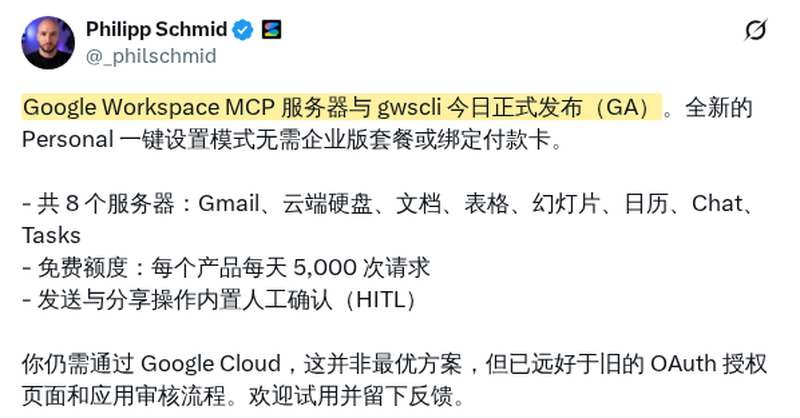 Philipp Schmid
@_philschmid
Google Workspace MCP 服务器与 gwscli 今日正式发布（GA）。全新的
Personal 一键设置模式无需企业版套餐或绑定付款卡。
- 共 8 个服务器：Gmail、云端硬盘、文档、表格、幻灯片、日历、Chat、
Tasks
- 免费额度：每个产品每天 5,000 次请求
- 发送与分享操作内置人工确认（HITL）
你仍需通过 Google Cloud，这并非最优方案，但已远好于旧的 OAuth 授权
页面和应用审核流程。欢迎试用并留下反馈。